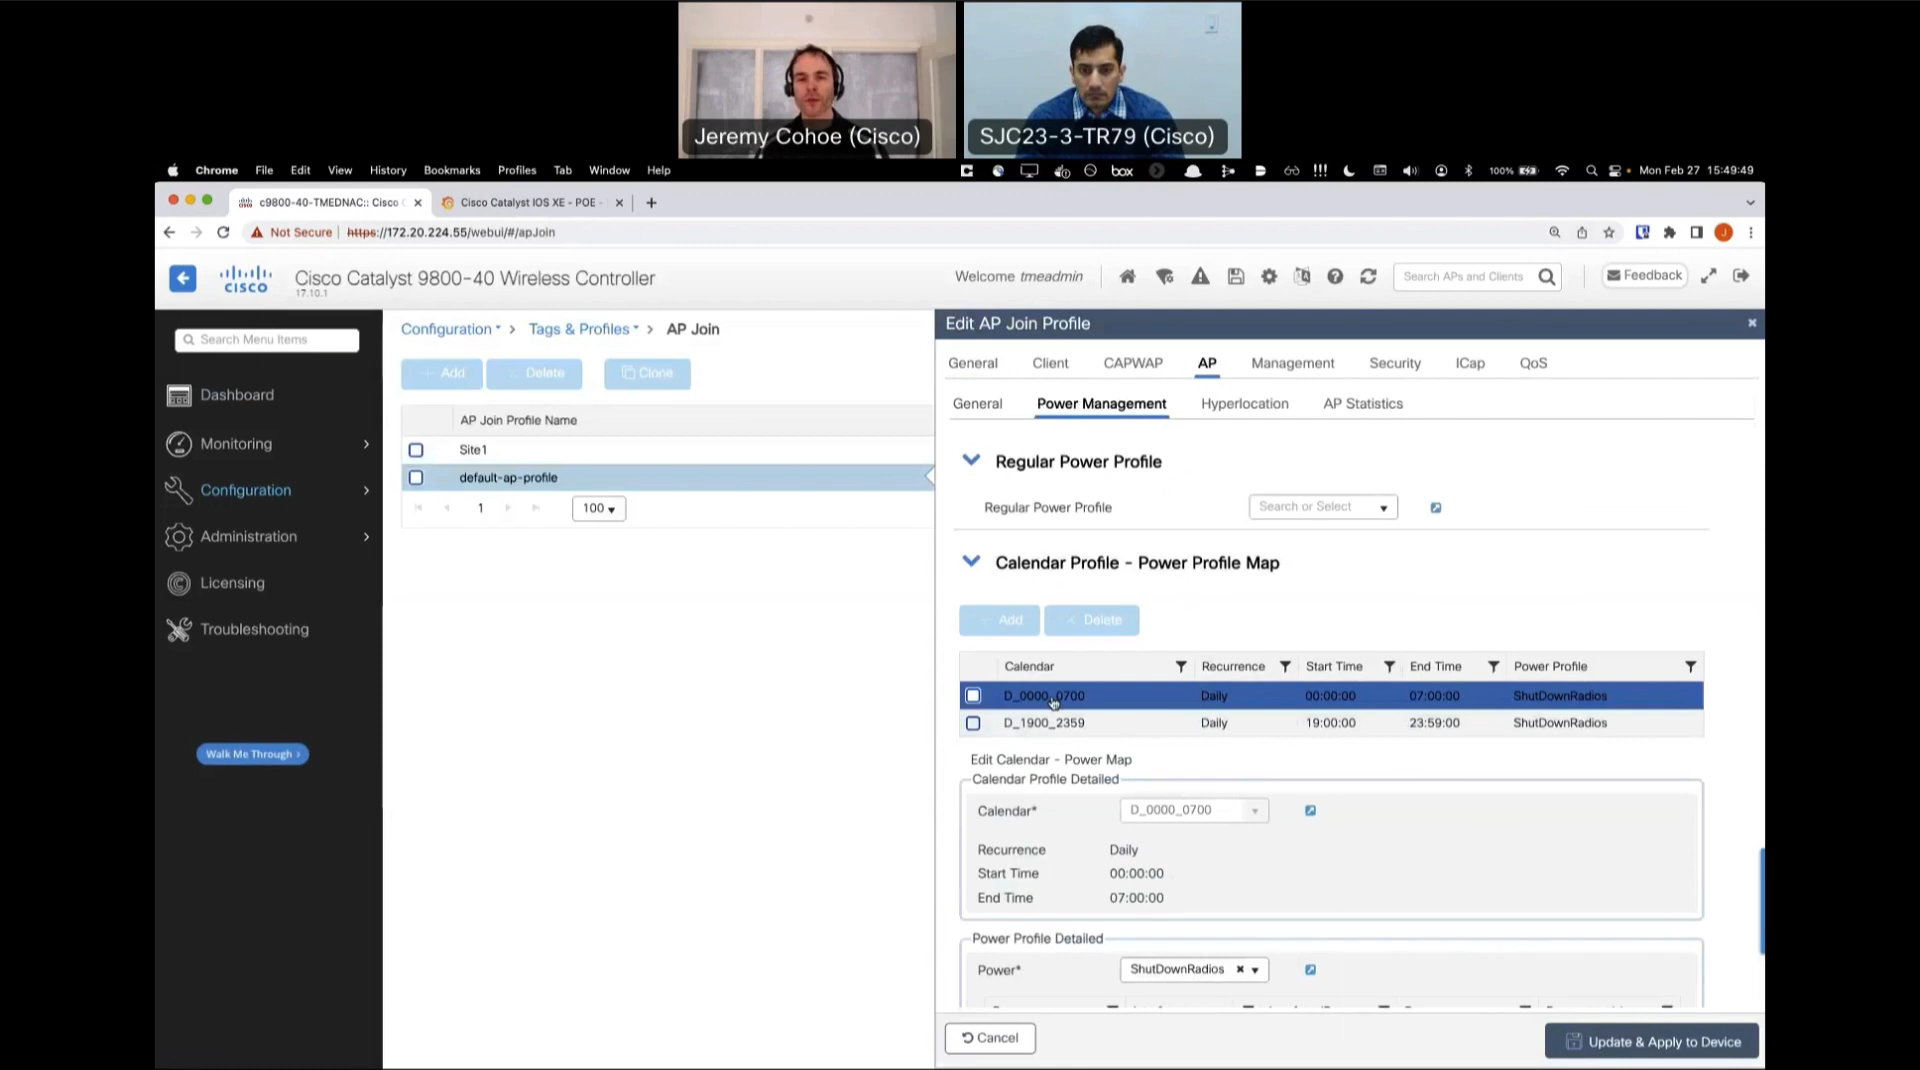 Jeremy Cohoe (Cisco)
SJC23-3-TR79 (Cisco)
Chrome File Edit View History Bookmarks Profiles Tab Window Help
box 100% Mon Feb 27 15:49:49
c9800-40-TMEDNAC:: Cisco
Cisco Catalyst IOS XE - POE -
Not Secure https://172.20.224.55/webui/#/apJoin
J
CISCO
Cisco Catalyst 9800-40 Wireless Controller
17.10.1
Welcome tmeadmin
Search APs and Clients
Feedback
Search Menu Items
Dashboard
Monitoring
Configuration
Administration
Licensing
Troubleshooting
Walk Me Through >
Configuration > Tags & Profiles > AP Join
+ Add × Delete Clone
AP Join Profile Name
Site1
default-ap-profile
1 100
Edit AP Join Profile
General Client CAPWAP AP Management Security ICap QoS
General Power Management Hyperlocation AP Statistics
Regular Power Profile
Regular Power Profile Search or Select
Calendar Profile - Power Profile Map
+ Add × Delete
Calendar Recurrence Start Time End Time Power Profile
D_0000_0700 Daily 00:00:00 07:00:00 ShutDownRadios
D_1900_2359 Daily 19:00:00 23:59:00 ShutDownRadios
Edit Calendar - Power Map
Calendar Profile Detailed
Calendar* D_0000_0700
Recurrence Daily
Start Time 00:00:00
End Time 07:00:00
Power Profile Detailed
Power* ShutDownRadios
Cancel
Update & Apply to Device